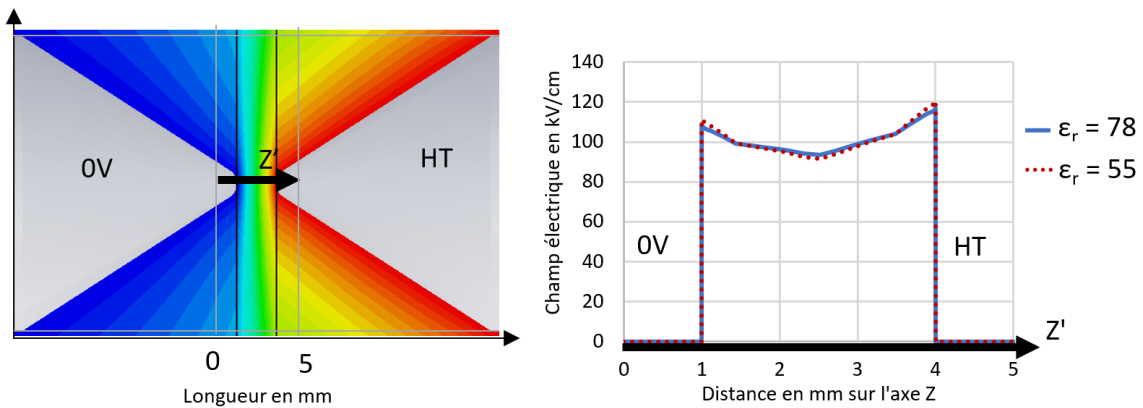 0V
Z'
HT
0
5
Longueur en mm
Champ électrique en kV/cm
140
120
100
80
60
40
20
0
0V
HT
Z'
0 1 2 3 4 5
Distance en mm sur l'axe Z
εr = 78
εr = 55